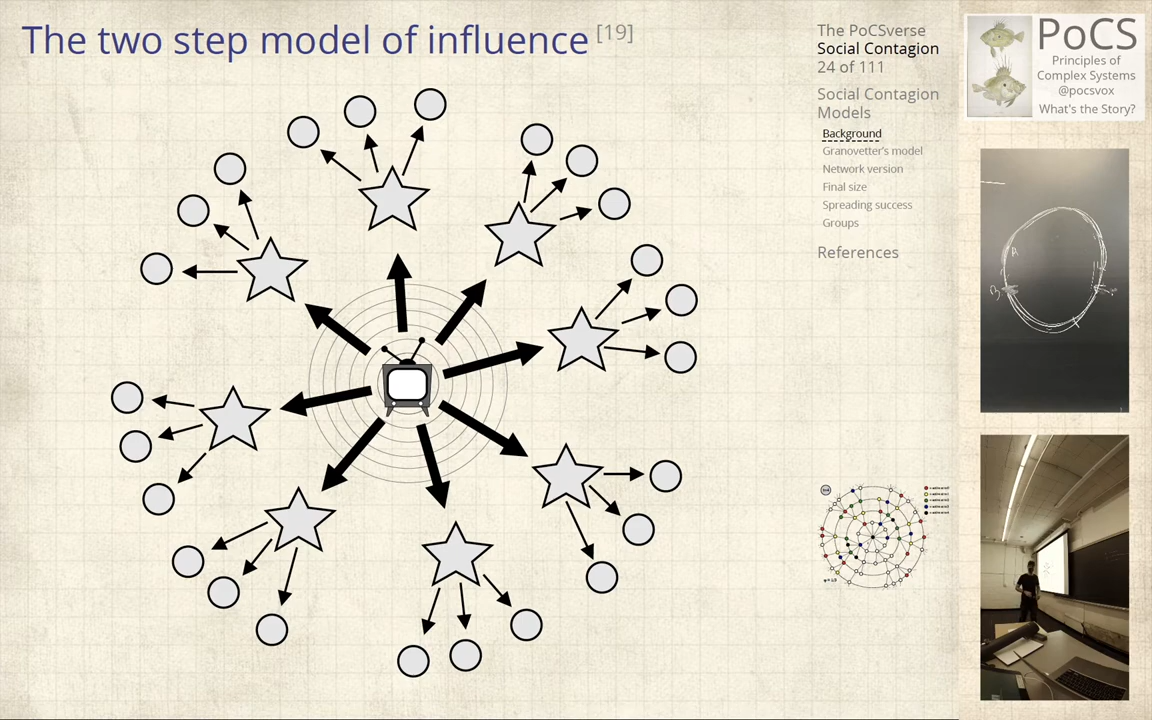 The two step model of influence [19]
The PoCSverse
Social Contagion
24 of 111
Social Contagion
Models
Background
Granovetter's model
Network version
Final size
Spreading success
Groups
References
PoCS
Principles of
Complex Systems
@pocsvox
What's the Story?